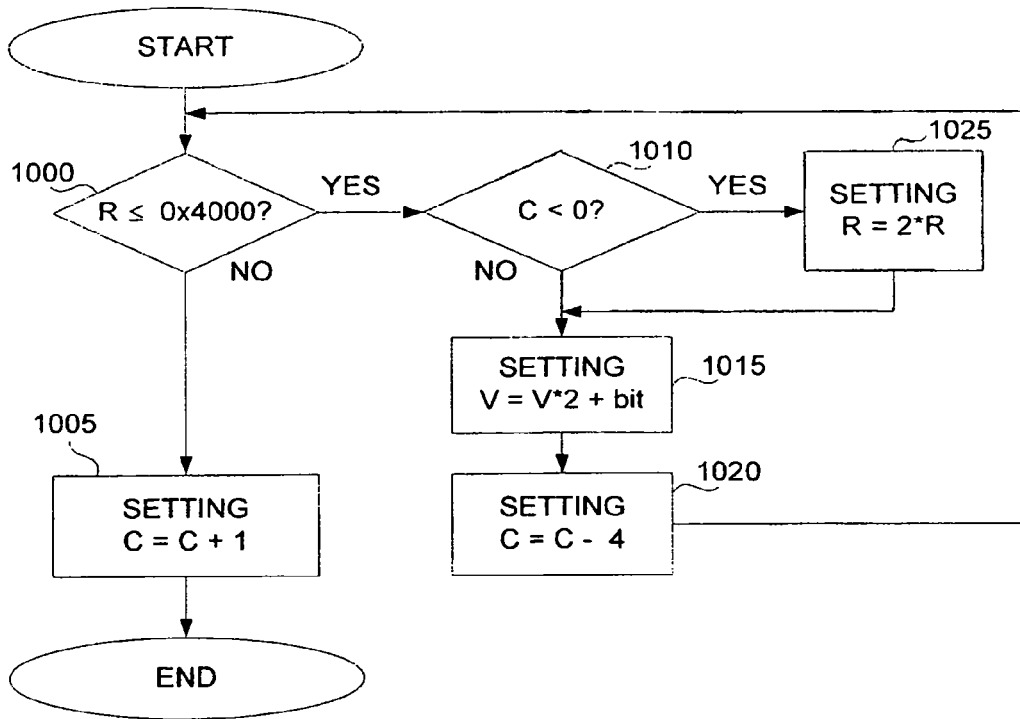 START
1000
R ≤ 0x4000?
YES
NO
1010
C < 0?
YES
NO
1025
SETTING
R = 2*R
SETTING
V = V*2 + bit
1015
1005
SETTING
C = C + 1
SETTING
C = C - 4
1020
END